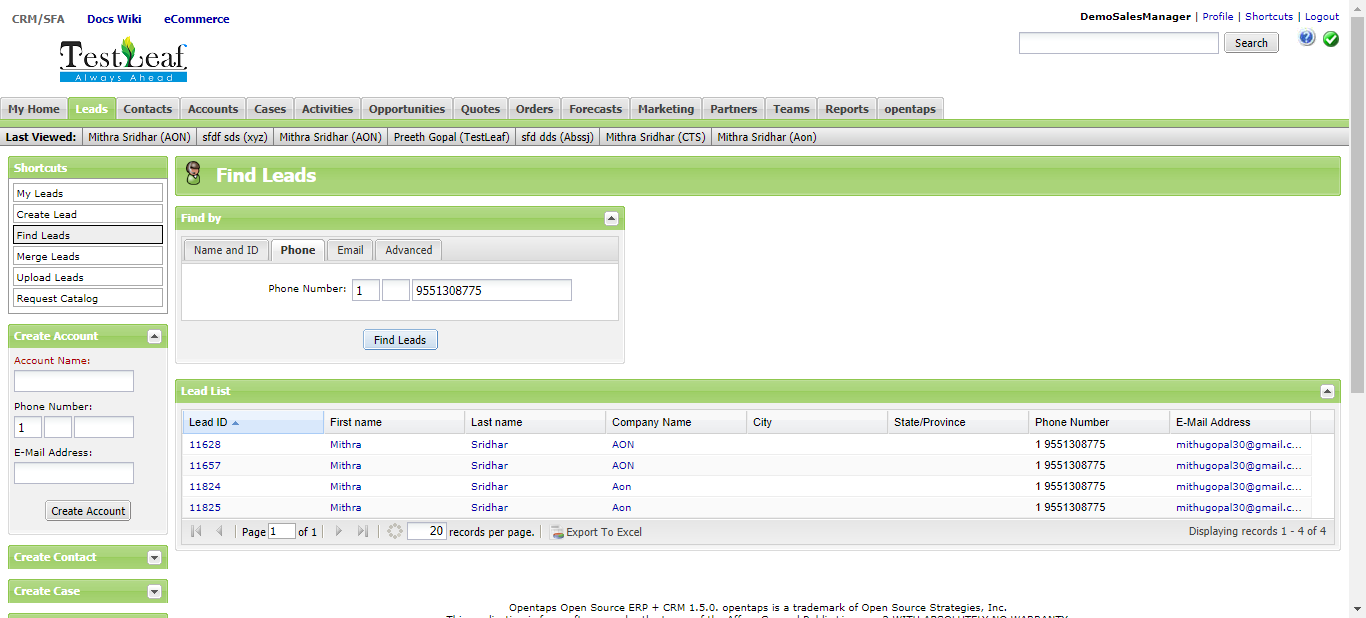 CRM/SFA Docs Wiki eCommerce
DemoSalesManager | Profile | Shortcuts | Logout
TestLeaf
Always Ahead
Search
?
My Home Leads Contacts Accounts Cases Activities Opportunities Quotes Orders Forecasts Marketing Partners Teams Reports opentaps
Last Viewed: Mithra Sridhar (AON) sfdf sds (xyz) Mithra Sridhar (AON) Preeth Gopal (TestLeaf) sfd dds (Abssj) Mithra Sridhar (CTS) Mithra Sridhar (Aon)
Shortcuts
My Leads
Create Lead
Find Leads
Merge Leads
Upload Leads
Request Catalog
Create Account
Account Name:
Phone Number:
1
E-Mail Address:
Create Account
Create Contact
Create Case
Find Leads
Find by
Name and ID Phone Email Advanced
Phone Number: 1 9551308775
Find Leads
Lead List
Lead ID First name Last name Company Name City State/Province Phone Number E-Mail Address
11628 Mithra Sridhar AON 1 9551308775 mithugopal30@gmail.c...
11657 Mithra Sridhar AON 1 9551308775 mithugopal30@gmail.c...
11824 Mithra Sridhar Aon 1 9551308775 mithugopal30@gmail.c...
11825 Mithra Sridhar Aon 1 9551308775 mithugopal30@gmail.c...
Page 1 of 1 20 records per page. Export To Excel Displaying records 1 - 4 of 4
Opentaps Open Source ERP + CRM 1.5.0. opentaps is a trademark of Open Source Strategies, Inc.